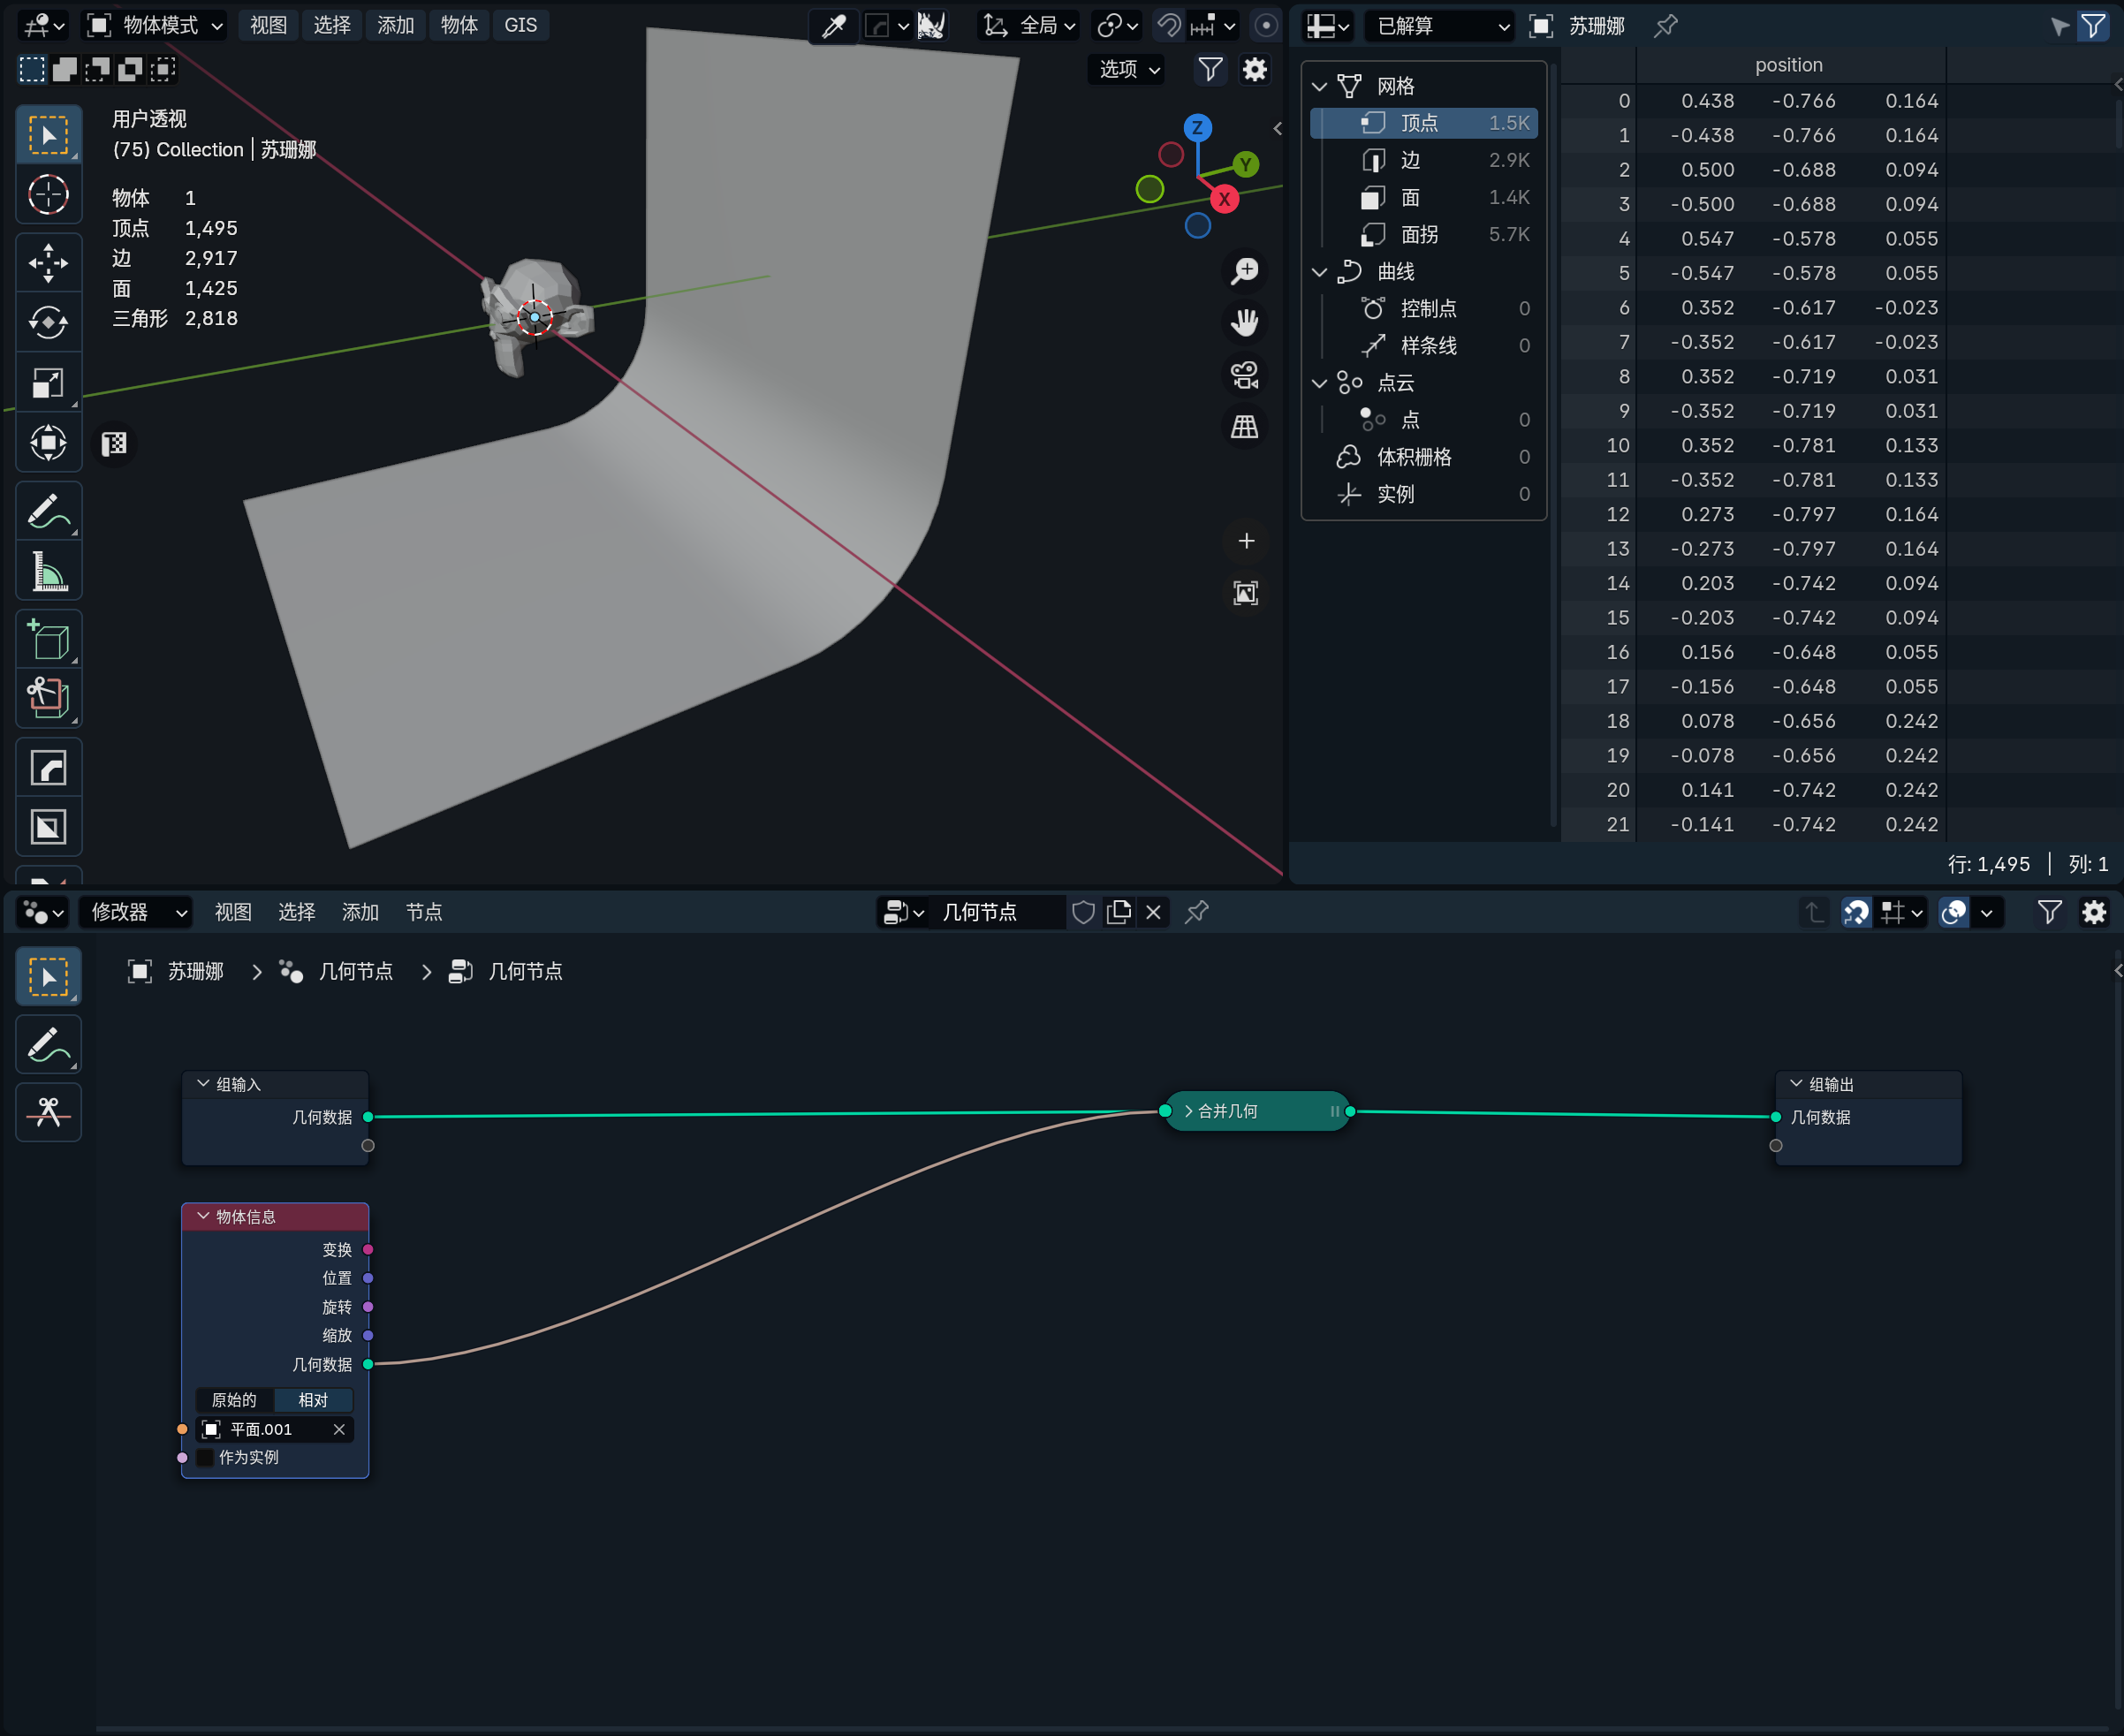 物体模式 视图 选择 添加 物体 GIS 全局
选项
用户透视
(75) Collection | 苏珊娜
物体 1
顶点 1,495
边 2,917
面 1,425
三角形 2,818
Z
Y
X
已解算 苏珊娜
网格
顶点 1.5K
边 2.9K
面 1.4K
面拐 5.7K
曲线
控制点 0
样条线 0
点云
点 0
体积栅格 0
实例 0
position
0 0.438 -0.766 0.164
1 -0.438 -0.766 0.164
2 0.500 -0.688 0.094
3 -0.500 -0.688 0.094
4 0.547 -0.578 0.055
5 -0.547 -0.578 0.055
6 0.352 -0.617 -0.023
7 -0.352 -0.617 -0.023
8 0.352 -0.719 0.031
9 -0.352 -0.719 0.031
10 0.352 -0.781 0.133
11 -0.352 -0.781 0.133
12 0.273 -0.797 0.164
13 -0.273 -0.797 0.164
14 0.203 -0.742 0.094
15 -0.203 -0.742 0.094
16 0.156 -0.648 0.055
17 -0.156 -0.648 0.055
18 0.078 -0.656 0.242
19 -0.078 -0.656 0.242
20 0.141 -0.742 0.242
21 -0.141 -0.742 0.242
行: 1,495 | 列: 1
修改器 视图 选择 添加 节点 几何节点
苏珊娜 > 几何节点 > 几何节点
组输入
几何数据
合并几何
组输出
几何数据
物体信息
变换
位置
旋转
缩放
几何数据
原始的 相对
平面.001
作为实例